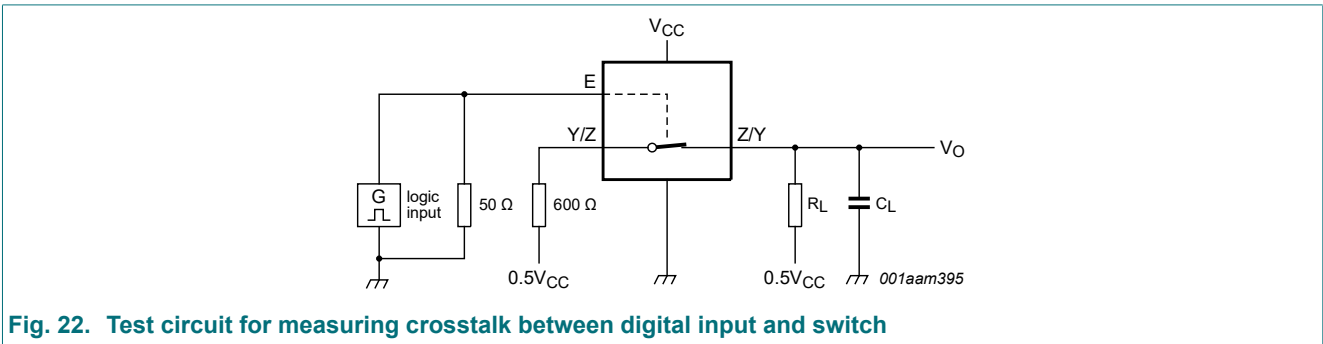 VCC
E
Y/Z
Z/Y
VO
G
logic
input
50 Ω
600 Ω
RL
CL
0.5VCC
0.5VCC
001aam395
Fig. 22. Test circuit for measuring crosstalk between digital input and switch